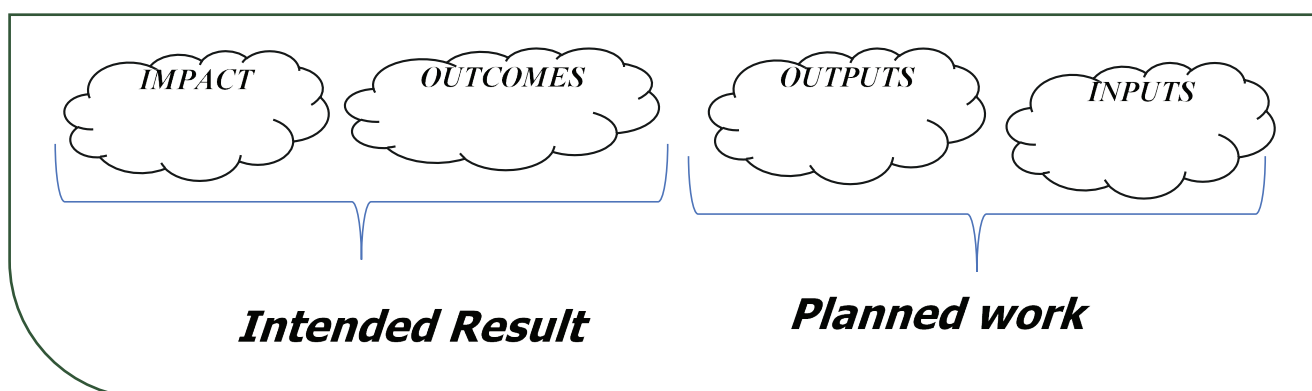 IMPACT
OUTCOMES
OUTPUTS
INPUTS
Intended Result
Planned work